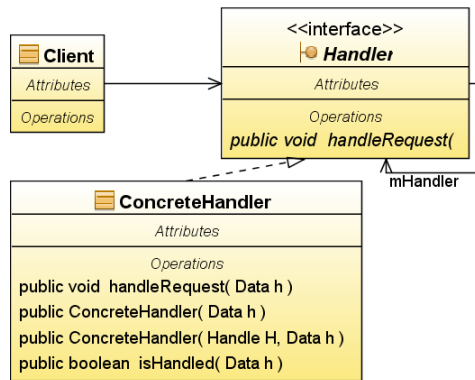 Client
Attributes
Operations
<<interface>>
Handler
Attributes
Operations
public void handleRequest(
mHandler
ConcreteHandler
Attributes
Operations
public void handleRequest( Data h )
public ConcreteHandler( Data h )
public ConcreteHandler( Handle H, Data h )
public boolean isHandled( Data h )